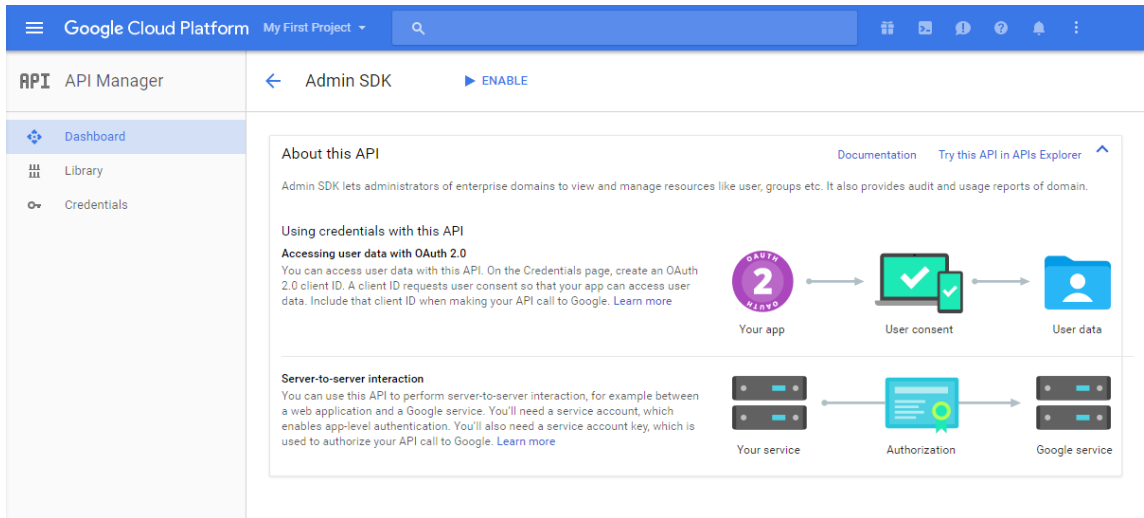 Google Cloud Platform My First Project
API API Manager
Admin SDK ENABLE
Dashboard
Library
Credentials
About this API
Documentation Try this API in APIs Explorer
Admin SDK lets administrators of enterprise domains to view and manage resources like user, groups etc. It also provides audit and usage reports of domain.
Using credentials with this API
Accessing user data with OAuth 2.0
You can access user data with this API. On the Credentials page, create an OAuth
2.0 client ID. A client ID requests user consent so that your app can access user
data. Include that client ID when making your API call to Google. Learn more
OAUTH
2
OAUTH
Your app
User consent
User data
Server-to-server interaction
You can use this API to perform server-to-server interaction, for example between
a web application and a Google service. You'll need a service account, which
enables app-level authentication. You'll also need a service account key, which is
used to authorize your API call to Google. Learn more
Your service
Authorization
Google service